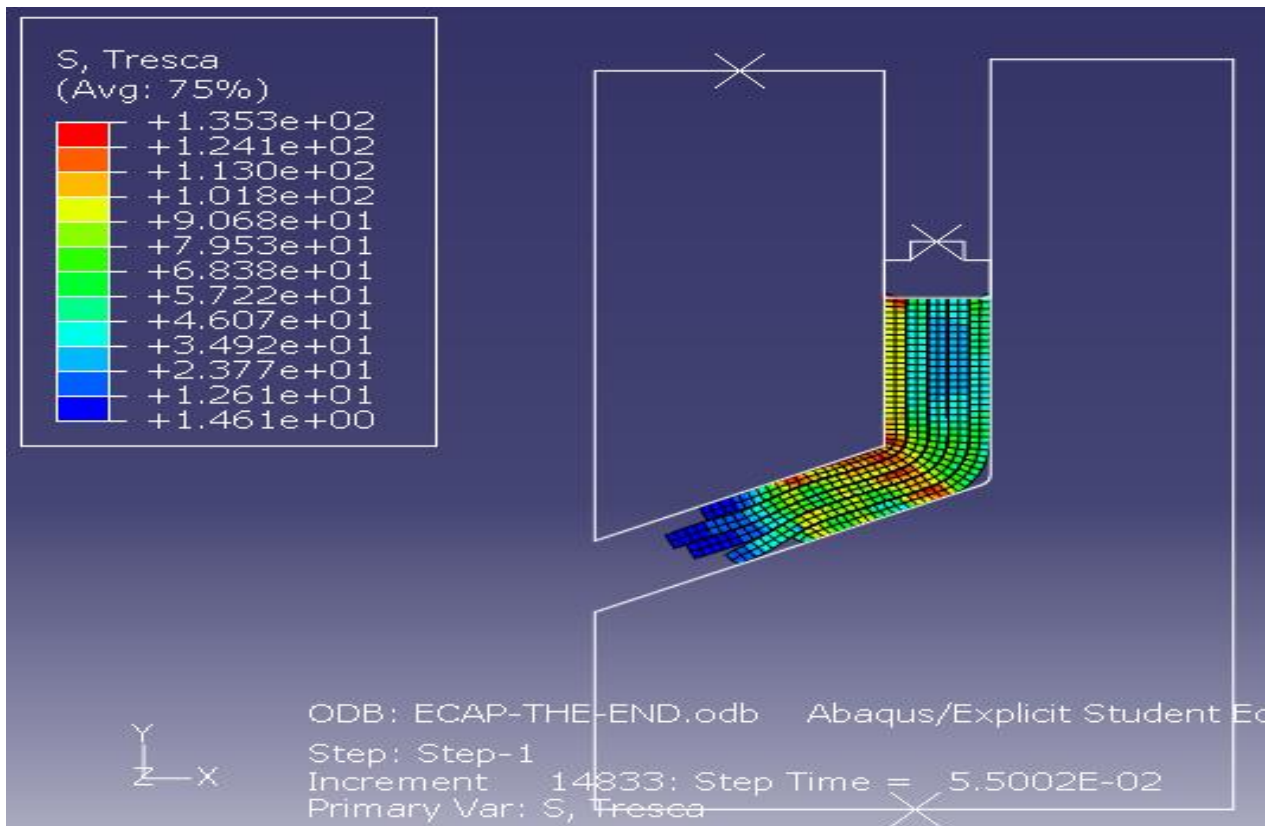 S, Tresca
(Avg: 75%)
+1.353e+02
+1.241e+02
+1.130e+02
+1.018e+02
+9.068e+01
+7.953e+01
+6.838e+01
+5.722e+01
+4.607e+01
+3.492e+01
+2.377e+01
+1.261e+01
+1.461e+00
ODB: ECAP-THE-END.odb Abaqus/Explicit Student Ed
Step: Step-1
Increment 14833: Step Time = 5.5002E-02
Primary Var: S, Tresca
Y
Z X